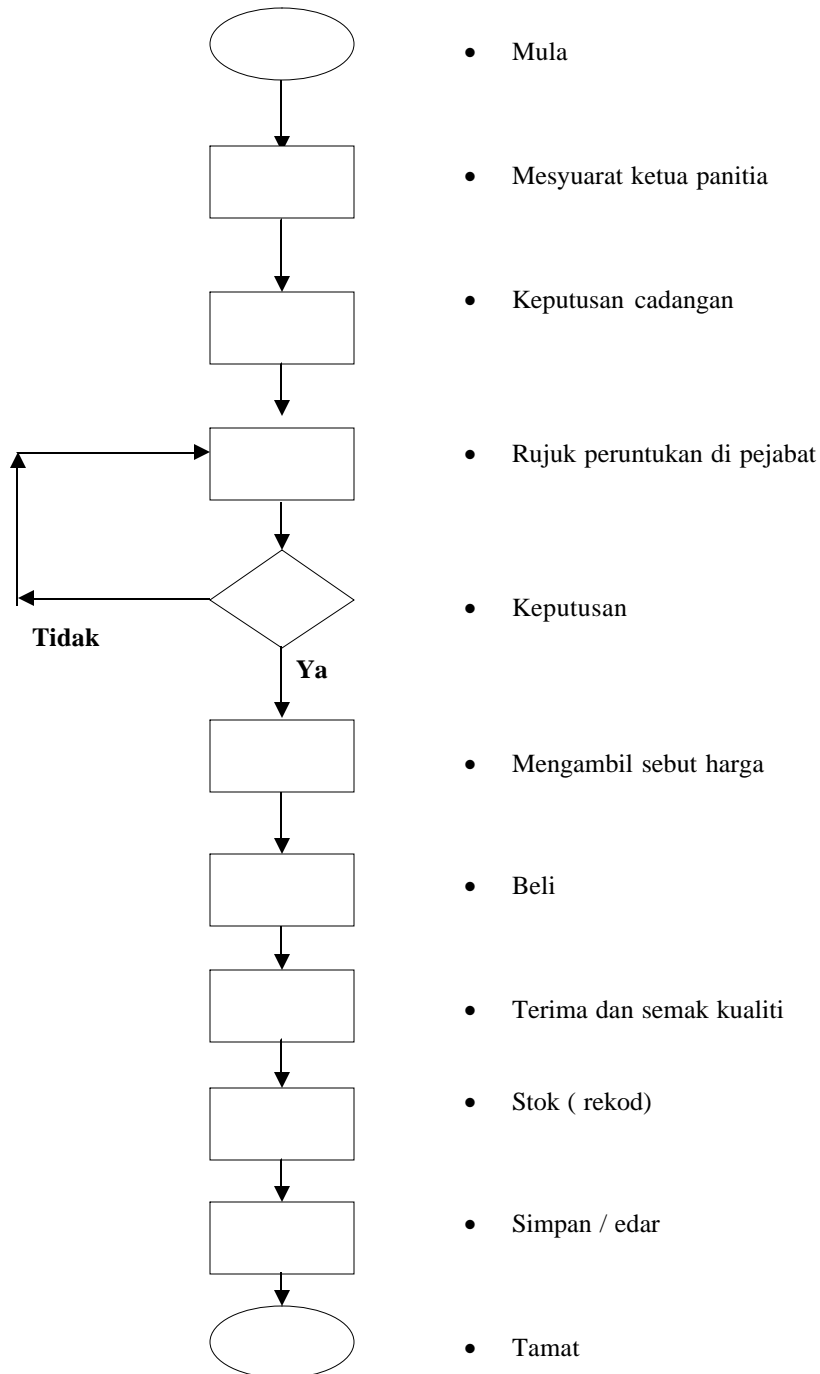 • Mula
• Mesyuarat ketua panitia
• Keputusan cadangan
• Rujuk peruntukan di pejabat
• Keputusan
Tidak
Ya
• Mengambil sebut harga
• Beli
• Terima dan semak kualiti
• Stok ( rekod)
• Simpan / edar
• Tamat